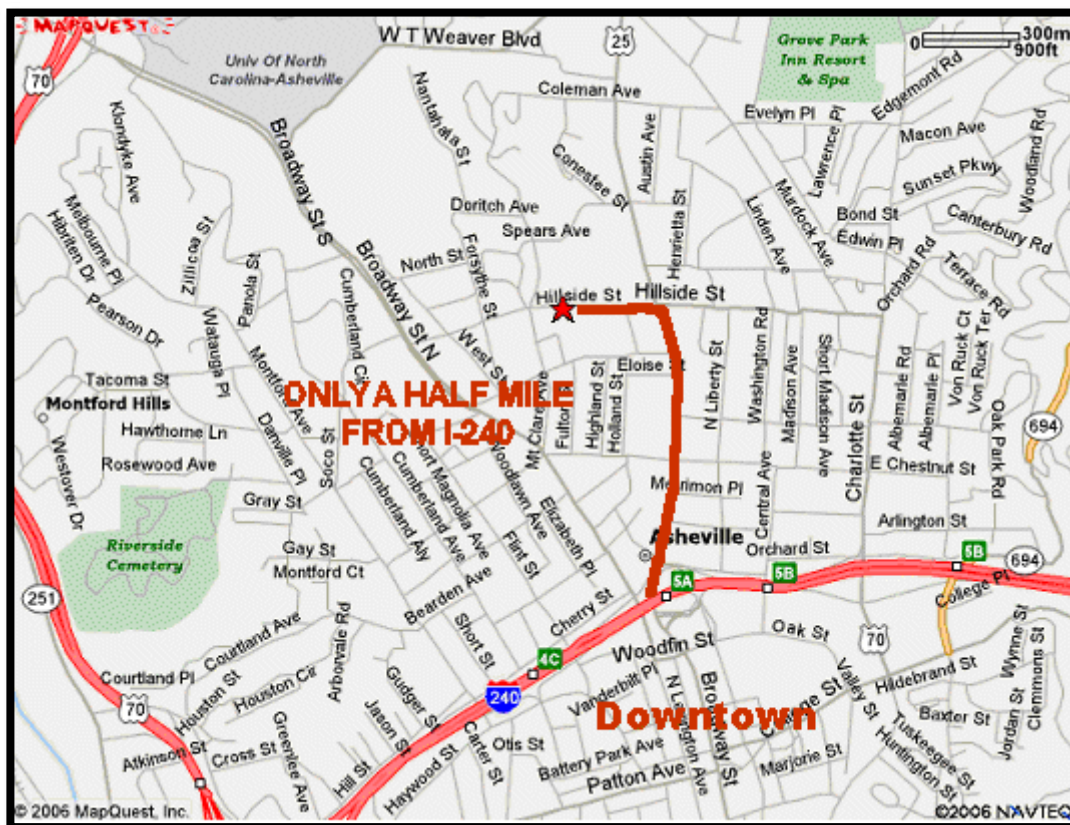 MAPQUEST
W T Weaver Blvd
25
Grove Park
Inn Resort
& Spa
300m
900ft
0
Univ Of North
Carolina-Asheville
70
Nantahala St
Coleman Ave
Edgemont Rd
Evelyn Pl
Lawrence Pl
Macon Ave
Woodland Rd
Klondyke Ave
Broadway St S
Conestee St
Austin Ave
Sunset Pkwy
Murdock Ave
Linden Ave
Doritch Ave
Bond St
Canterbury Rd
Melbourne Pl
Hibriten Dr
Zillicoa St
Spears Ave
Henrietta St
Edwin Pl
Orchard Rd
Terrace Rd
Broadway St N
North St
Forsythe St
Panola St
Cumberland Cir
Hillside St
Hillside St
Pearson Dr
Watauga Pl
Montford Ave
West St
Eloise St
N Liberty St
Washington Rd
Madison Ave
Short Madison Ave
Albemarle Rd
Albemarle Pl
Von Ruck Ct
Von Ruck Ter
Tacoma St
Montford Hills
ONLY A HALF MILE
FROM I-240
Mt Clare Ave
Fulton
Highland St
Holland St
Charlotte St
Oak Park Rd
694
Hawthorne Ln
Danville Pl
Soco St
Rosewood Ave
Westover Dr
E Chestnut St
Gray St
Cumberland Aly
Cumberland Ave
Short Magnolia Ave
Woodlawn Ave
Elizabeth Pl
Flint St
Merrimon Pl
Central Ave
Arlington St
Riverside
Cemetery
Asheville
Orchard St
5B
694
Gay St
Montford Ct
Bearden Ave
5A
5B
College Pl
251
Cherry St
Courtland Ave
Arborvale Rd
Short St
Woodfin St
Oak St
70
Courtland Pl
Houston St
Houston Cir
4C
240
Vanderbilt Pl
Valley St
Hildebrand St
Wynne St
Clemmons St
70
Gudger St
Jason St
Downtown
N Lexington Ave
Broadway St
College St
Baxter St
Jordan St
Atkinson St
Cross St
Greenlee Ave
Hill St
Haywood St
Carter St
Otis St
Battery Park Ave
Patton Ave
Marjorie St
Tuskegee St
Huntington St
© 2006 MapQuest, Inc.
©2006 NAVTEQ